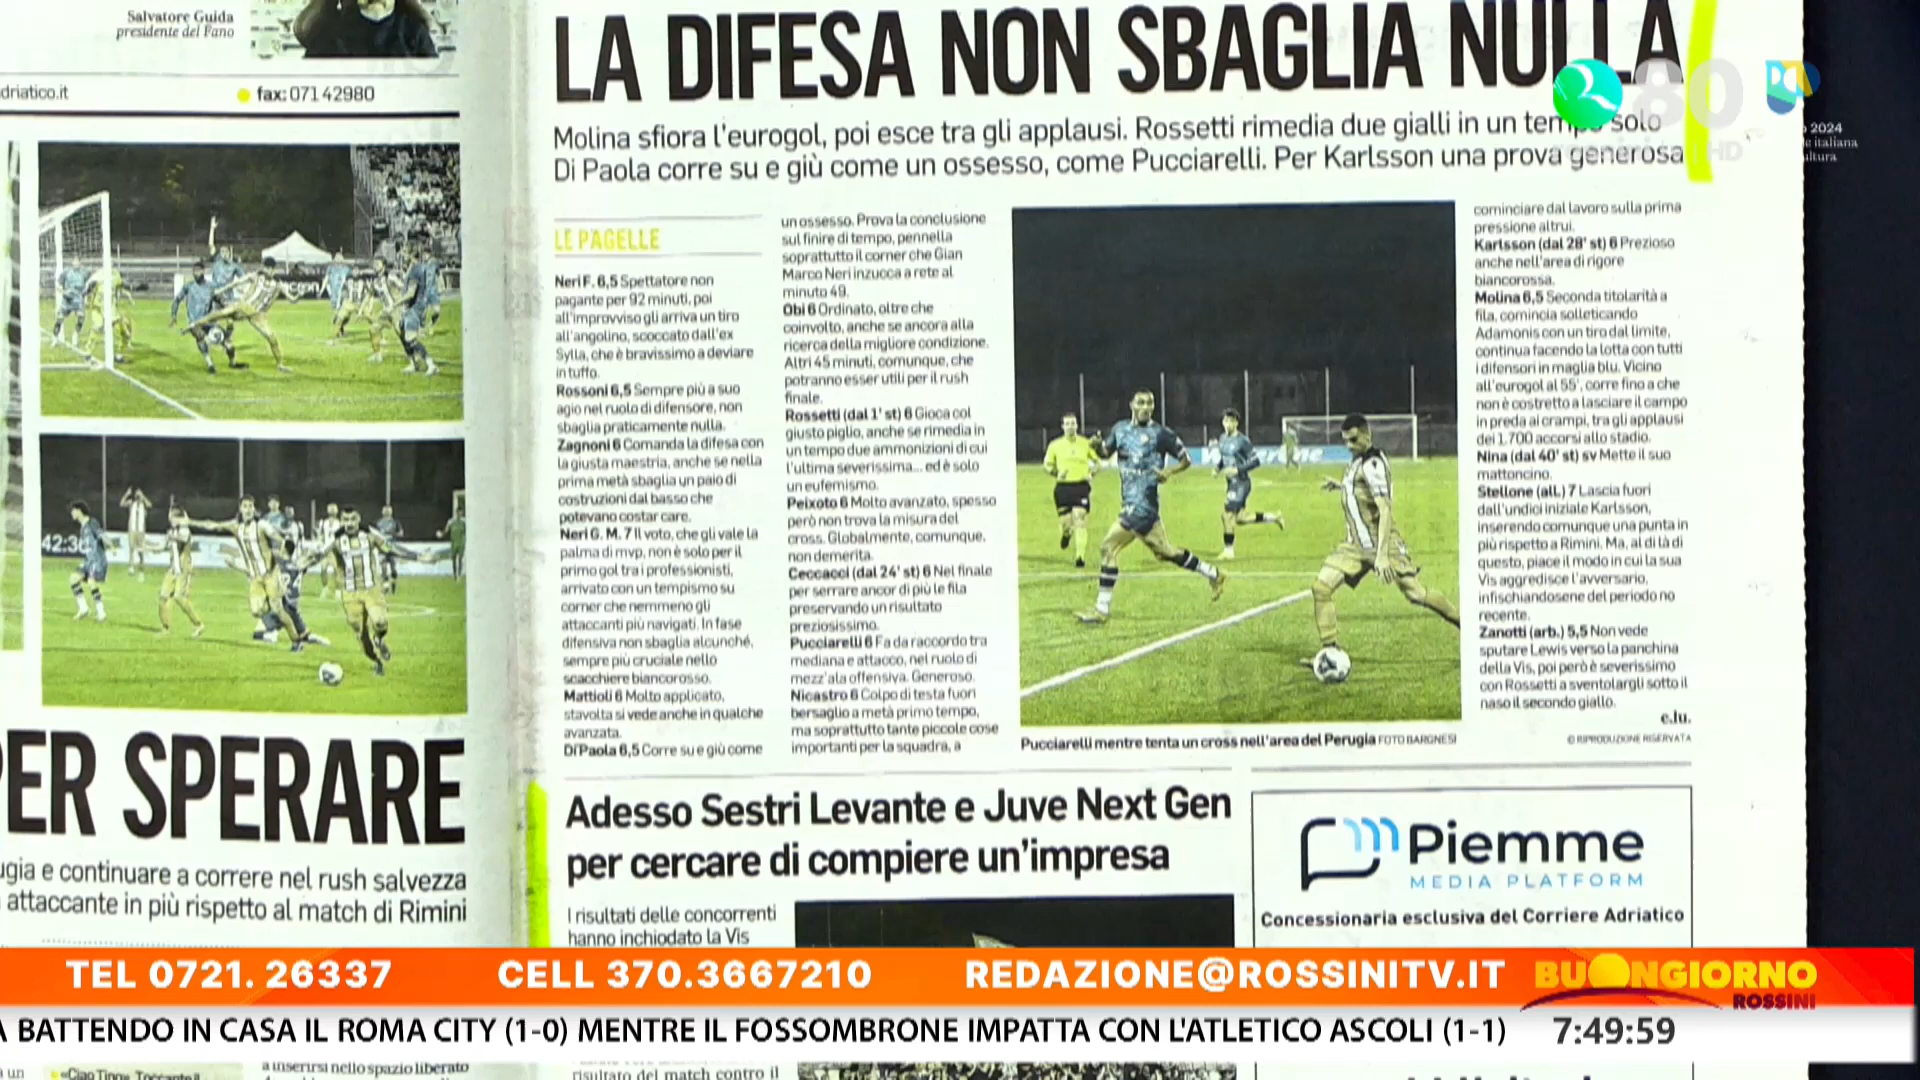 Salvatore Guida
presidente del Fano
driatico.it
fax: 071 42980
42:3
ER SPERARE
ugia e continuare a correre nel rush salvezza
attaccante in più rispetto al match di Rimini
LA DIFESA NON SBAGLIA NULLA
Molina sfiora l'eurogol, poi esce tra gli applausi. Rossetti rimedia due gialli in un tempo solo
Di Paola corre su e giù come un ossesso, come Pucciarelli. Per Karlsson una prova generosa
LE PAGELLE
Neri F. 6,5 Spettatore non
pagante per 92 minuti, poi
all'improvviso gli arriva un tiro
all'angolino, scoccato dall'ex
Sylla, che è bravissimo a deviare
in tuffo.
Rossoni 6,5 Sempre più a suo
agio nel ruolo di difensore, non
sbaglia praticamente nulla.
Zagnoni 6 Comanda la difesa con
la giusta maestria, anche se nella
prima metà sbaglia un paio di
costruzioni dal basso che
potevano costar care.
Neri G. M. 7 Il voto, che gli vale la
palma di mvp, non è solo per il
primo gol tra i professionisti,
arrivato con un tempismo su
corner che nemmeno gli
attaccanti più navigati. In fase
difensiva non sbaglia alcunché,
sempre più cruciale nello
scacchiere biancorosso.
Mattioli 6 Molto applicato,
stavolta si vede anche in qualche
avanzata.
Di Paola 6,5 Corre su e giù come
un ossesso. Prova la conclusione
sul finire di tempo, pennella
soprattutto il corner che Gian
Marco Neri inzucca a rete al
minuto 49.
Obi 6 Ordinato, oltre che
coinvolto, anche se ancora alla
ricerca della migliore condizione.
Altri 45 minuti, comunque, che
potranno esser utili per il rush
finale.
Rossetti (dal 1' st) 6 Gioca col
giusto piglio, anche se rimedia in
un tempo due ammonizioni di cui
l'ultima severissima... ed è solo
un eufemismo.
Peixoto 6 Molto avanzato, spesso
però non trova la misura del
cross. Globalmente, comunque,
non demerita.
Ceccacci (dal 24' st) 6 Nel finale
per serrare ancor di più le fila
preservando un risultato
preziosissimo.
Pucciarelli 6 Fa da raccordo tra
mediana e attacco, nel ruolo di
mezz'ala offensiva. Generoso.
Nicastro 6 Colpo di testa fuori
bersaglio a metà primo tempo,
ma soprattutto tante piccole cose
importanti per la squadra, a
cominciare dal lavoro sulla prima
pressione altrui.
Karlsson (dal 28' st) 6 Prezioso
anche nell'area di rigore
biancorossa.
Molina 6,5 Seconda titolarità a
fila, comincia solleticando
Adamonis con un tiro dal limite,
continua facendo la lotta con tutti
i difensori in maglia blu. Vicino
all'eurogol al 55', corre fino a che
non è costretto a lasciare il campo
in preda ai crampi, tra gli applausi
dei 1.700 accorsi allo stadio.
Nina (dal 40' st) sv Mette il suo
mattoncino.
Stellone (all.) 7 Lascia fuori
dall'undici iniziale Karlsson,
inserendo comunque una punta in
più rispetto a Rimini. Ma, al di là di
questo, piace il modo in cui la sua
Vis aggredisce l'avversario,
infischiandosene del periodo no
recente.
Zanotti (arb.) 5,5 Non vede
sputare Lewis verso la panchina
della Vis, poi però è severissimo
con Rossetti a sventolargli sotto il
naso il secondo giallo.
e.lu.
© RIPRODUZIONE RISERVATA
Pucciarelli mentre tenta un cross nell'area del Perugia FOTO BARGNESI
Adesso Sestri Levante e Juve Next Gen
per cercare di compiere un'impresa
I risultati delle concorrenti
hanno inchiodato la Vis
Piemme
MEDIA PLATFORM
Concessionaria esclusiva del Corriere Adriatico
80
HD
2024
e italiana
ultura
TEL 0721.26337 CELL 370.3667210 REDAZIONE@ROSSINITV.IT BUONGIORNO
ROSSINI
A BATTENDO IN CASA IL ROMA CITY (1-0) MENTRE IL FOSSOMBRONE IMPATTA CON L'ATLETICO ASCOLI (1-1) 7:49:59
a inserirsi nello spazio liberato
risultato del match contro il